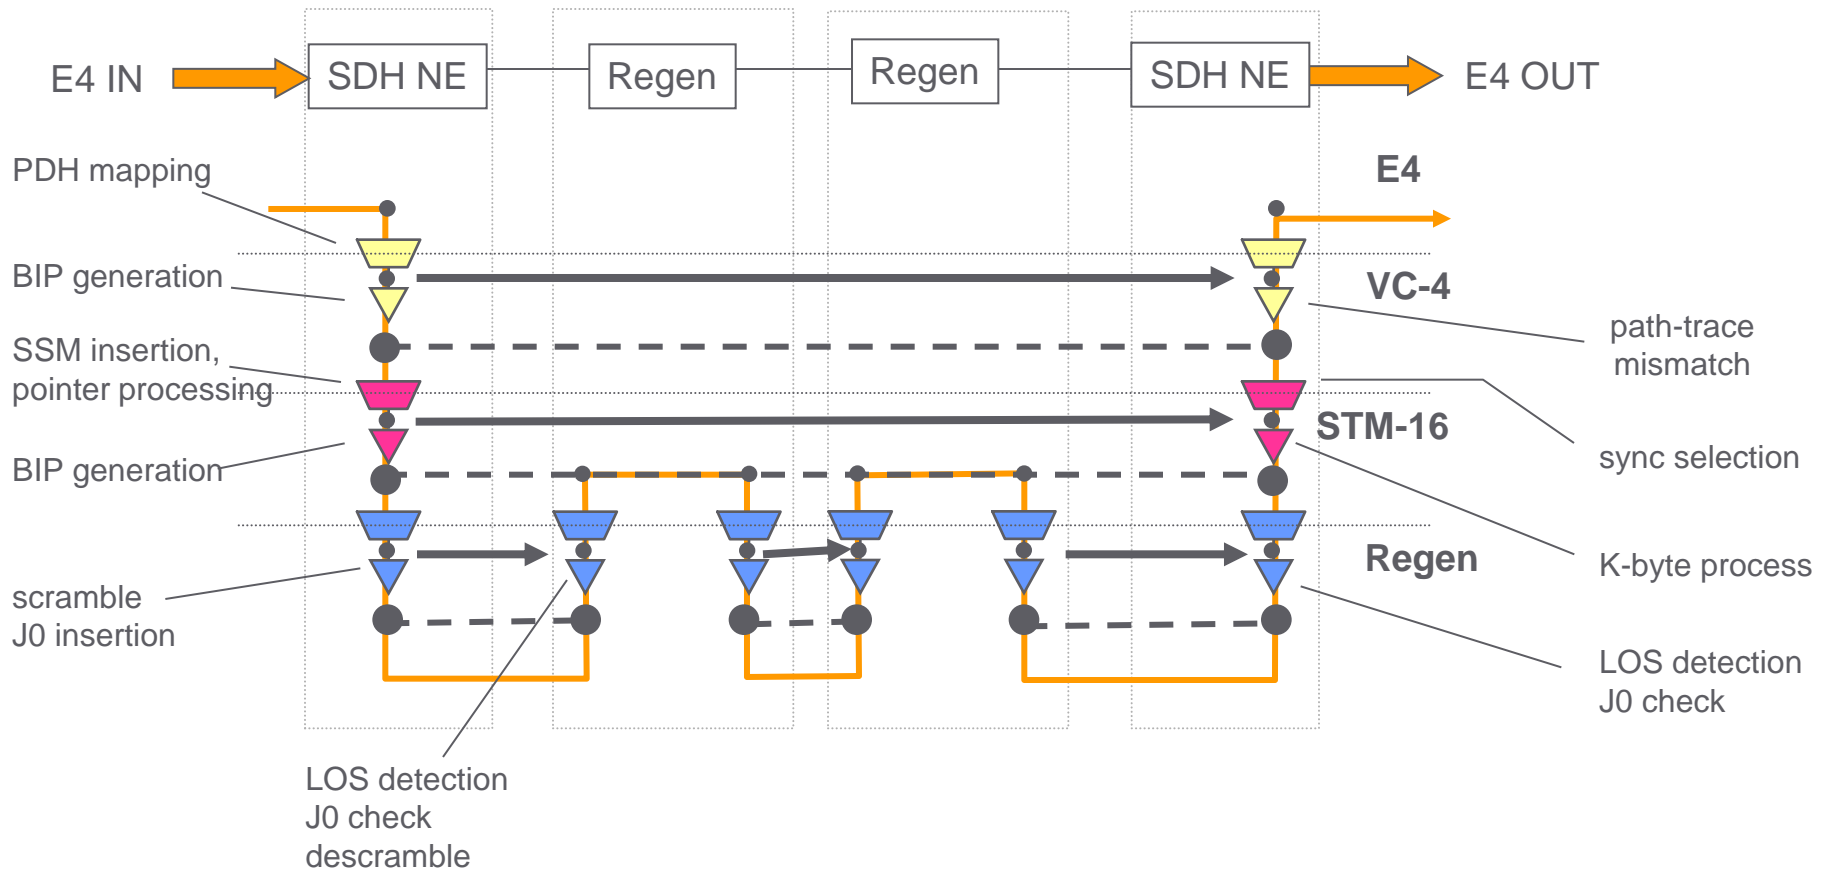 E4 IN
SDH NE
Regen
Regen
SDH NE
E4 OUT
PDH mapping
E4
BIP generation
VC-4
SSM insertion,
pointer processing
path-trace
mismatch
STM-16
BIP generation
sync selection
Regen
K-byte process
scramble
J0 insertion
LOS detection
J0 check
LOS detection
J0 check
descramble